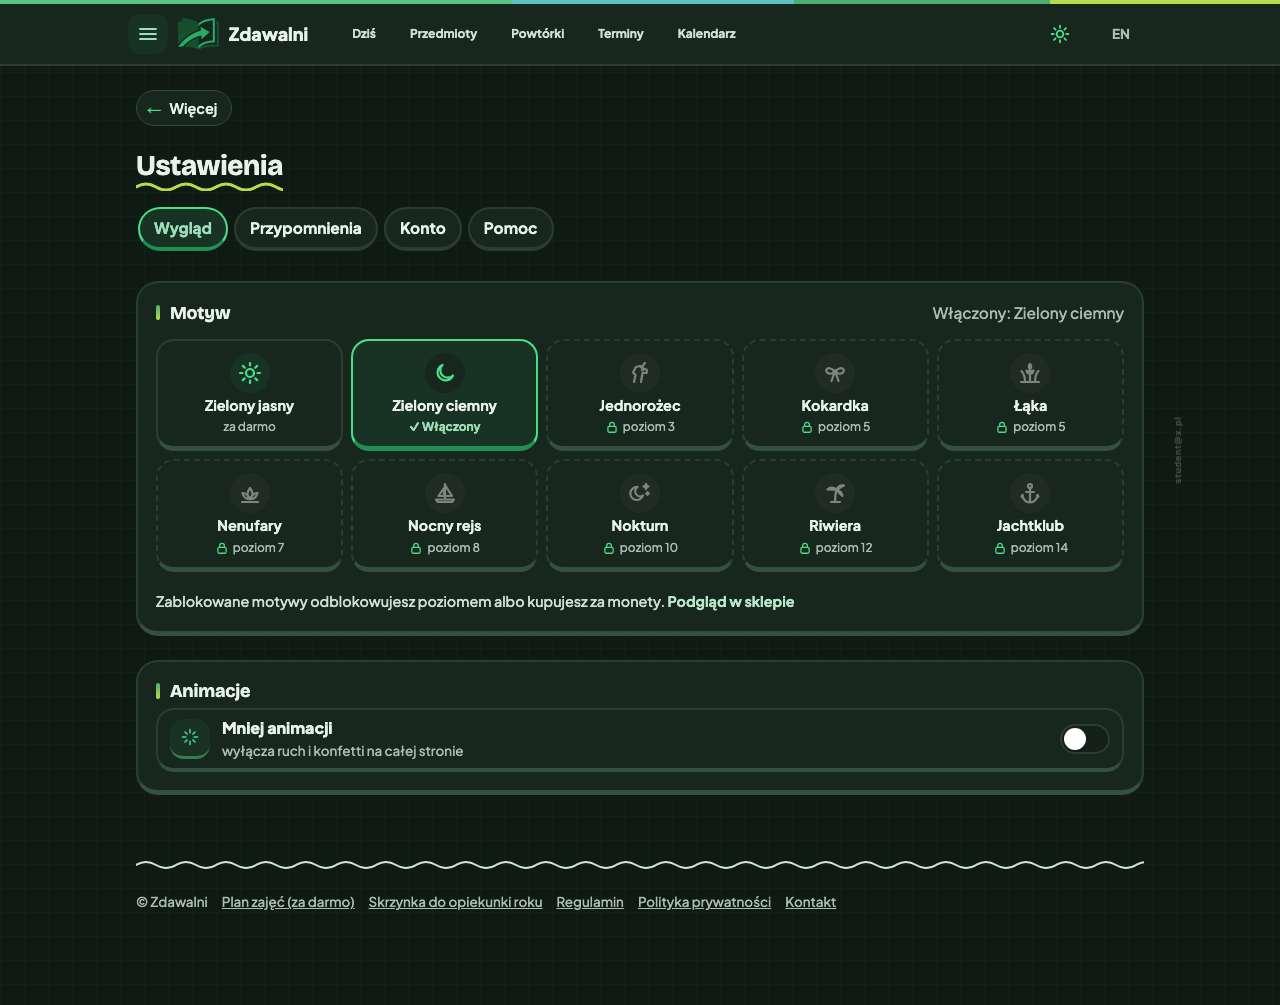 Zdawalni
Dziś
Przedmioty
Powtórki
Terminy
Kalendarz
EN
← Więcej
Ustawienia
Wygląd
Przypomnienia
Konto
Pomoc
Motyw
Włączony: Zielony ciemny
Zielony jasny
za darmo
Zielony ciemny
✓ Włączony
Jednorożec
poziom 3
Kokardka
poziom 5
Łąka
poziom 5
Nenufary
poziom 7
Nocny rejs
poziom 8
Nokturn
poziom 10
Riwiera
poziom 12
Jachtklub
poziom 14
student@x.pl
Zablokowane motywy odblokowujesz poziomem albo kupujesz za monety. Podgląd w sklepie
Animacje
Mniej animacji
wyłącza ruch i konfetti na całej stronie
© Zdawalni Plan zajęć (za darmo) Skrzynka do opiekunki roku Regulamin Polityka prywatności Kontakt